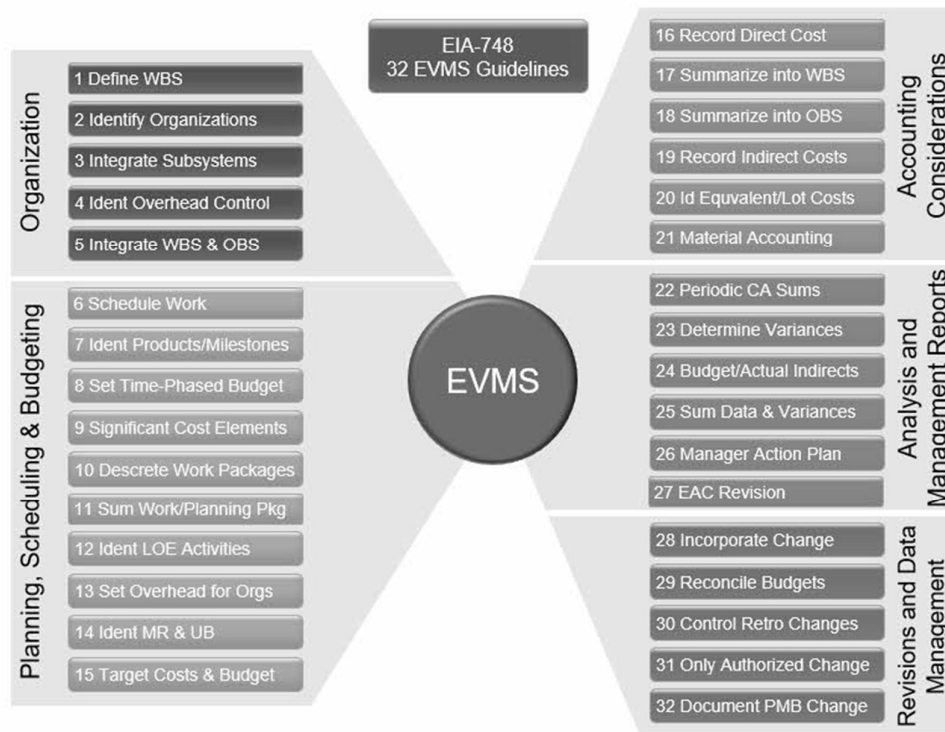 EIA-748
32 EVMS Guidelines
Organization
1 Define WBS
2 Identify Organizations
3 Integrate Subsystems
4 Ident Overhead Control
5 Integrate WBS & OBS
Planning, Scheduling & Budgeting
6 Schedule Work
7 Ident Products/Milestones
8 Set Time-Phased Budget
9 Significant Cost Elements
10 Descrete Work Packages
11 Sum Work/Planning Pkg
12 Ident LOE Activities
13 Set Overhead for Orgs
14 Ident MR & UB
15 Target Costs & Budget
EVMS
Accounting
Considerations
16 Record Direct Cost
17 Summarize into WBS
18 Summarize into OBS
19 Record Indirect Costs
20 Id Equvalent/Lot Costs
21 Material Accounting
Analysis and
Management Reports
22 Periodic CA Sums
23 Determine Variances
24 Budget/Actual Indirects
25 Sum Data & Variances
26 Manager Action Plan
27 EAC Revision
Revisions and Data
Management
28 Incorporate Change
29 Reconcile Budgets
30 Control Retro Changes
31 Only Authorized Change
32 Document PMB Change